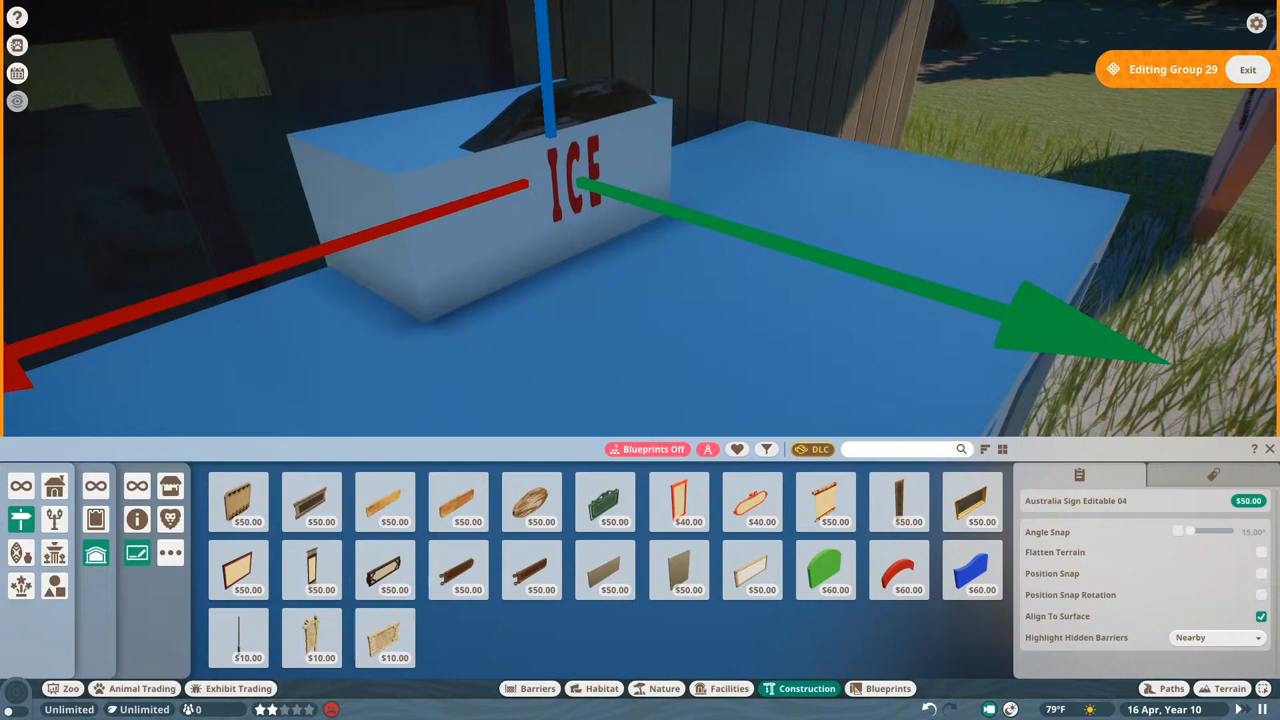 ?
Editing Group 29 Exit
ICE
Blueprints Off DLC ?
$50.00 $50.00 $50.00 $50.00 $50.00 $50.00 $40.00 $40.00 $50.00 $50.00 $50.00
$50.00 $50.00 $50.00 $50.00 $50.00 $50.00 $50.00 $50.00 $60.00 $60.00 $60.00
$10.00 $10.00 $10.00
Australia Sign Editable 04 $50.00
Angle Snap 15.00°
Flatten Terrain
Position Snap
Position Snap Rotation
Align To Surface
Highlight Hidden Barriers Nearby
Zoo Animal Trading Exhibit Trading Barriers Habitat Nature Facilities Construction Blueprints Paths Terrain
Unlimited Unlimited 0 79°F 16 Apr, Year 10